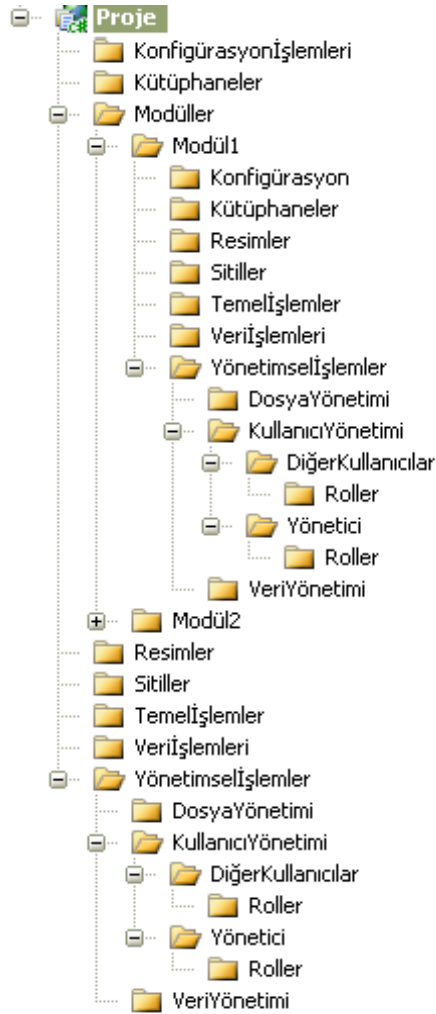 Proje
Konfigürasyonİşlemleri
Kütüphaneler
Modüller
Modül1
Konfigürasyon
Kütüphaneler
Resimler
Sitiller
Temelİşlemler
Veriİşlemleri
Yönetimselİşlemler
DosyaYönetimi
KullanıcıYönetimi
DiğerKullanıcılar
Roller
Yönetici
Roller
VeriYönetimi
Modül2
Resimler
Sitiller
Temelİşlemler
Veriİşlemleri
Yönetimselİşlemler
DosyaYönetimi
KullanıcıYönetimi
DiğerKullanıcılar
Roller
Yönetici
Roller
VeriYönetimi